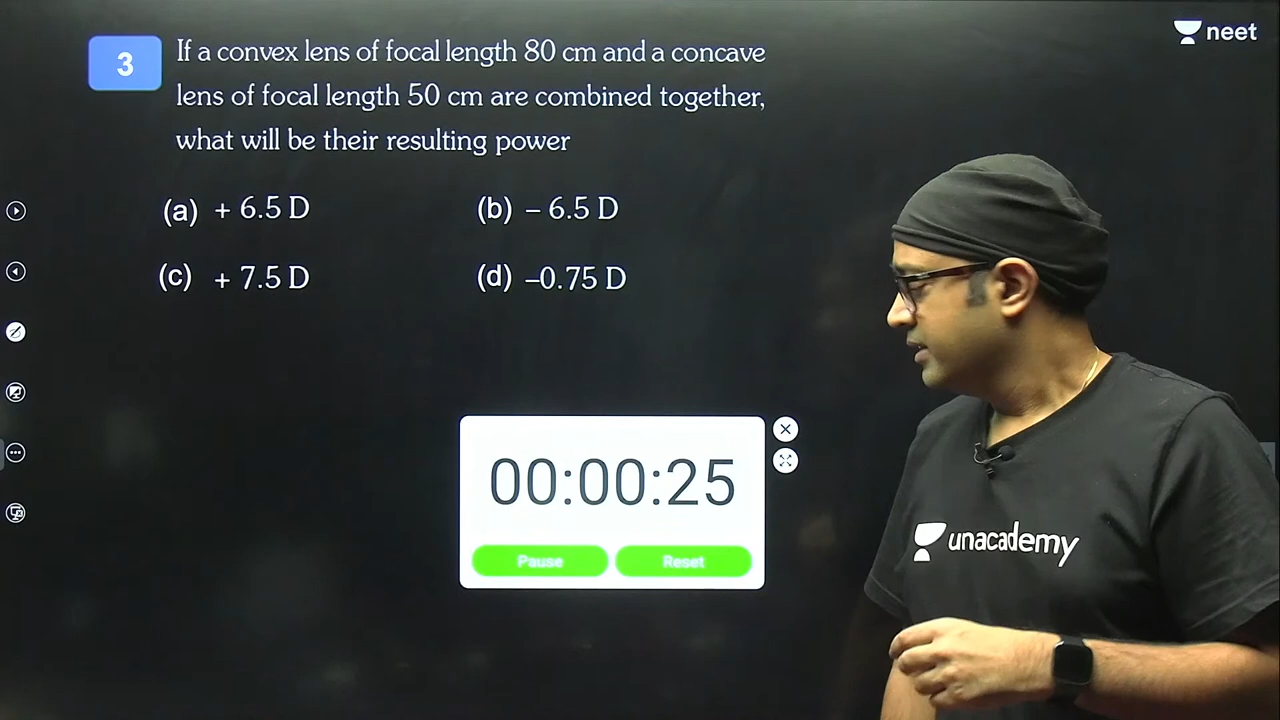 neet
3
If a convex lens of focal length 80 cm and a concave
lens of focal length 50 cm are combined together,
what will be their resulting power
(a) + 6.5 D
(b) – 6.5 D
(c) + 7.5 D
(d) –0.75 D
00:00:25
Pause
Reset
unacademy